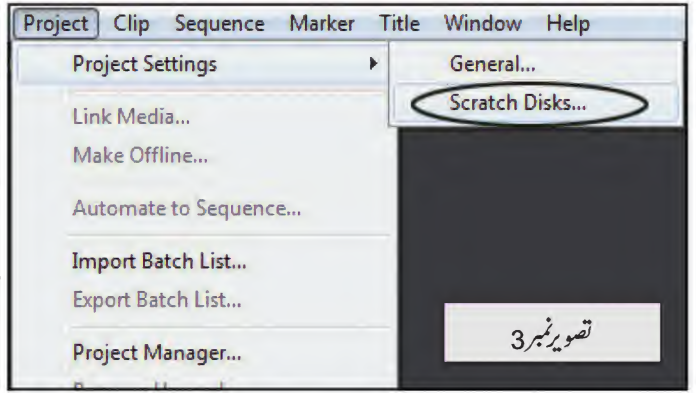 Project Clip Sequence Marker Title Window Help
Project Settings
General...
Scratch Disks...
Link Media...
Make Offline...
Automate to Sequence...
Import Batch List...
Export Batch List...
Project Manager...
تصویر نمبر 3